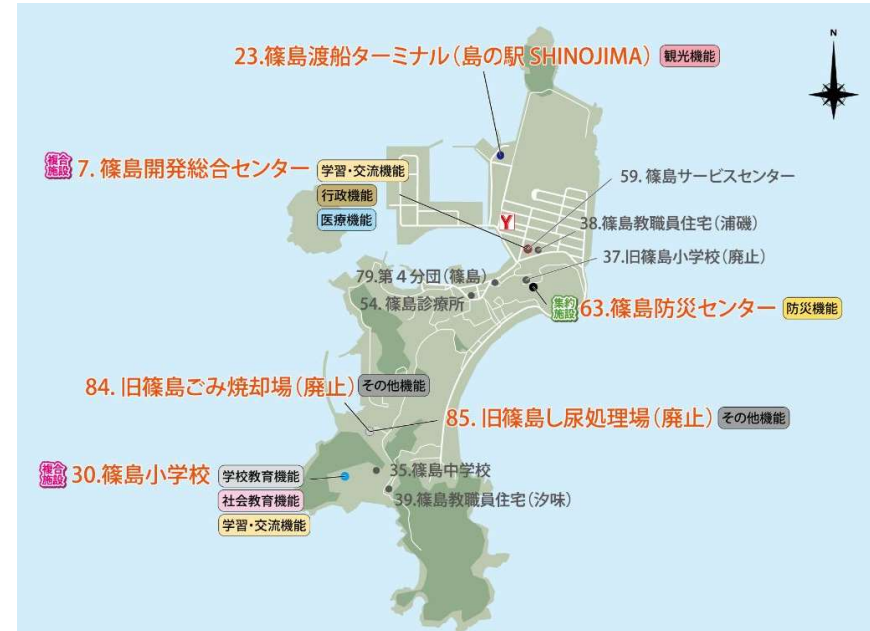 N
23.篠島渡船ターミナル(島の駅 SHINOJIMA) 観光機能
複合施設 7. 篠島開発総合センター 学習・交流機能
行政機能
医療機能
59. 篠島サービスセンター
Y
38.篠島教職員住宅(浦磯)
37.旧篠島小学校(廃止)
79.第4分団(篠島)
54. 篠島診療所
集約施設 63.篠島防災センター 防災機能
84. 旧篠島ごみ焼却場(廃止) その他機能
85. 旧篠島し尿処理場(廃止) その他機能
複合施設 30.篠島小学校 学校教育機能
社会教育機能
学習・交流機能
35.篠島中学校
39.篠島教職員住宅(汐味)